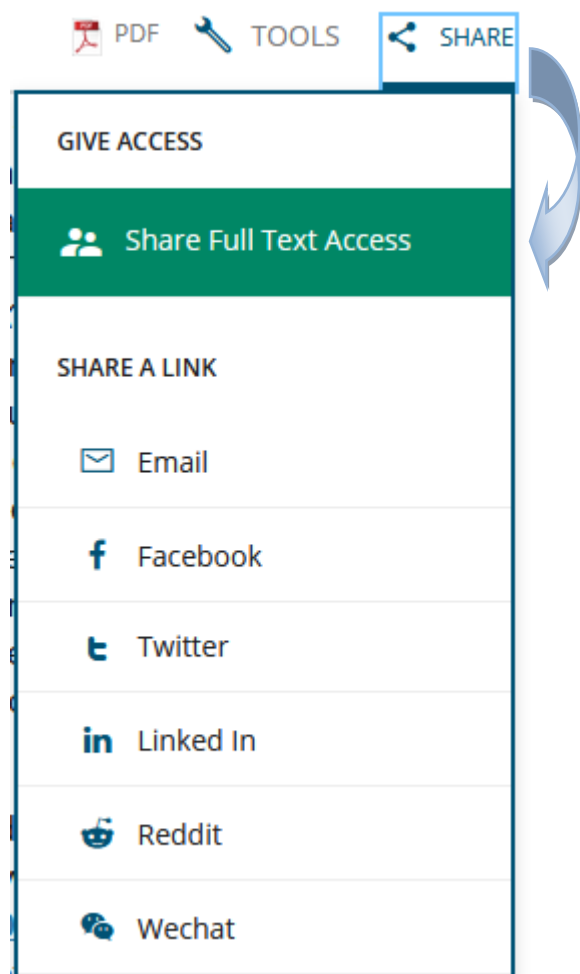 PDF TOOLS SHARE
GIVE ACCESS
Share Full Text Access
SHARE A LINK
Email
Facebook
Twitter
Linked In
Reddit
Wechat